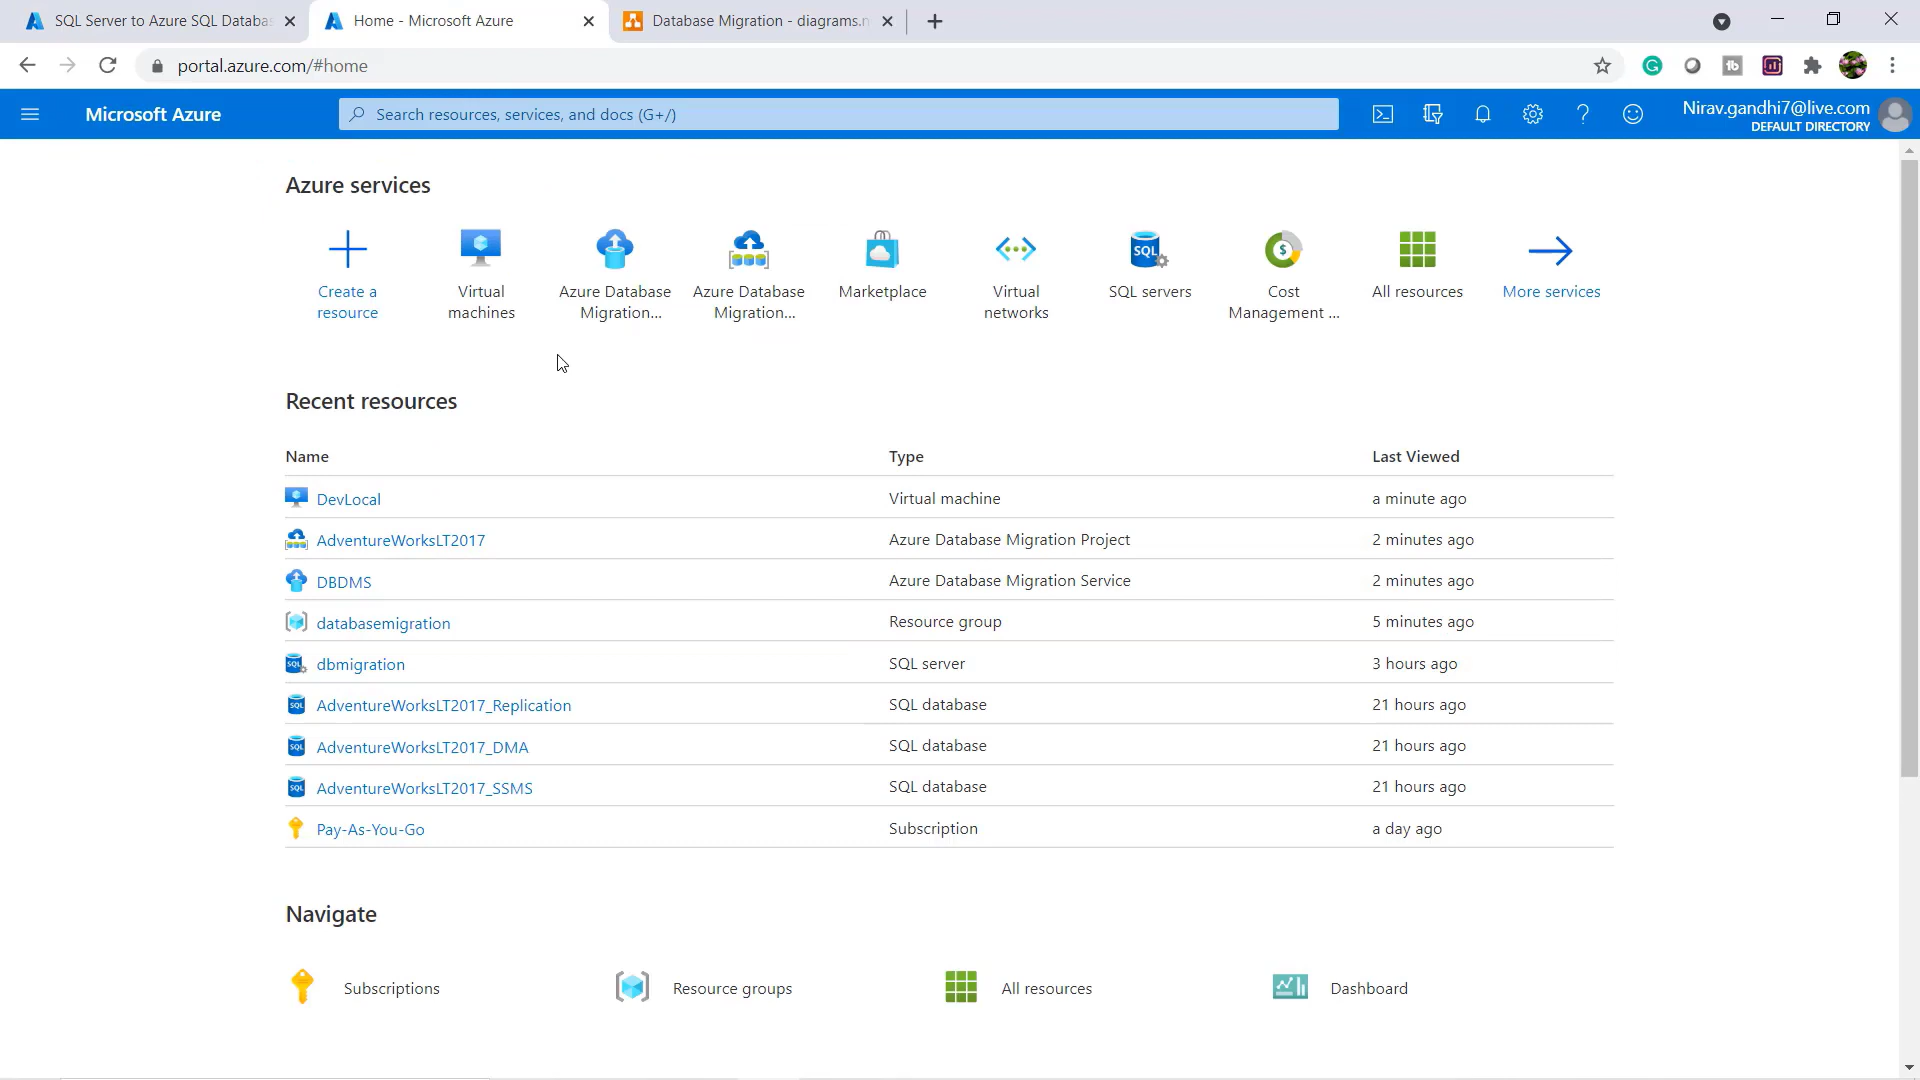 SQL Server to Azure SQL Databas
Home - Microsoft Azure
Database Migration - diagrams.n
portal.azure.com/#home
Microsoft Azure
Search resources, services, and docs (G+/)
Nirav.gandhi7@live.com
DEFAULT DIRECTORY
Azure services
Create a
resource
Virtual
machines
Azure Database
Migration...
Azure Database
Migration...
Marketplace
Virtual
networks
SQL servers
Cost
Management ...
All resources
More services
Recent resources
Name Type Last Viewed
DevLocal Virtual machine a minute ago
AdventureWorksLT2017 Azure Database Migration Project 2 minutes ago
DBDMS Azure Database Migration Service 2 minutes ago
databasemigration Resource group 5 minutes ago
dbmigration SQL server 3 hours ago
AdventureWorksLT2017_Replication SQL database 21 hours ago
AdventureWorksLT2017_DMA SQL database 21 hours ago
AdventureWorksLT2017_SSMS SQL database 21 hours ago
Pay-As-You-Go Subscription a day ago
Navigate
Subscriptions Resource groups All resources Dashboard